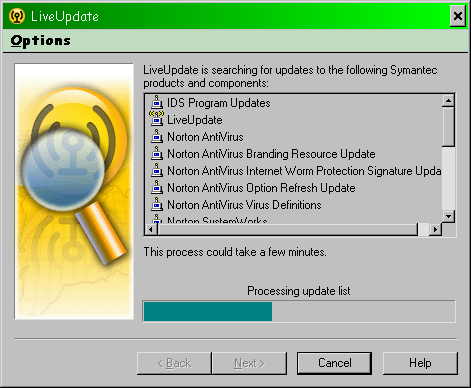 LiveUpdate
Options
LiveUpdate is searching for updates to the following Symantec
products and components:
IDS Program Updates
LiveUpdate
Norton AntiVirus
Norton AntiVirus Branding Resource Update
Norton AntiVirus Internet Worm Protection Signature Upda
Norton AntiVirus Option Refresh Update
Norton AntiVirus Virus Definitions
Norton SystemWorks
This process could take a few minutes.
Processing update list
< Back
Next >
Cancel
Help